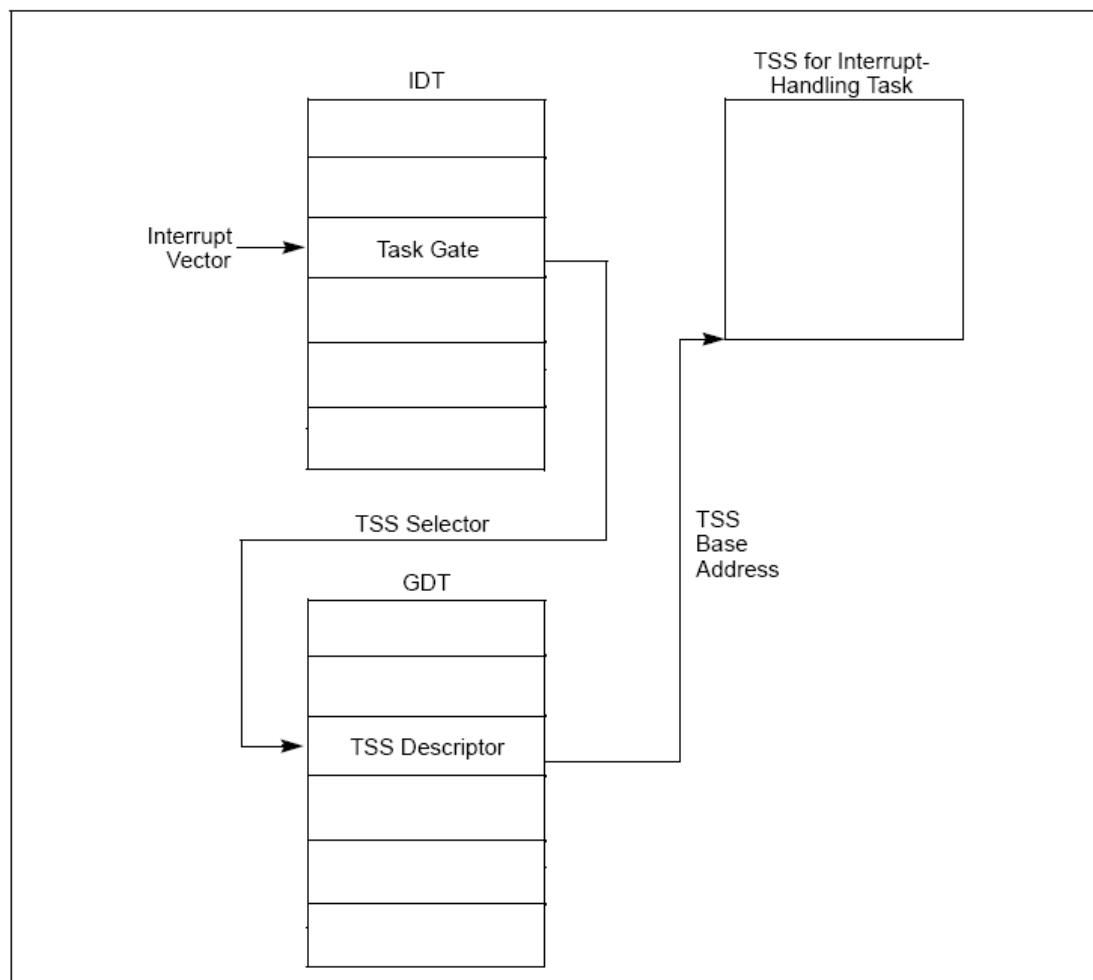 IDT
TSS for Interrupt-
Handling Task
Interrupt
Vector
Task Gate
TSS Selector
TSS
Base
Address
GDT
TSS Descriptor